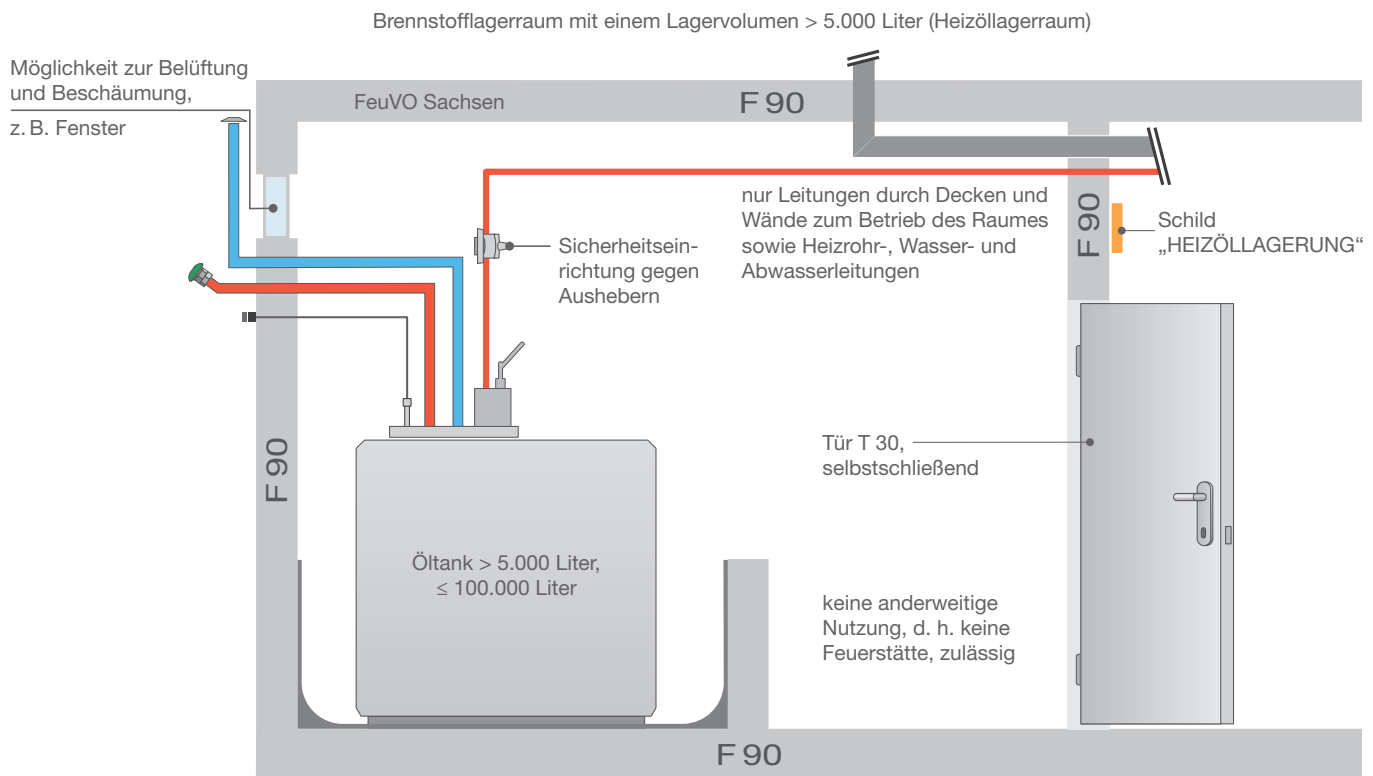 Brennstofflagerraum mit einem Lagervolumen > 5.000 Liter (Heizöllagerraum)
Möglichkeit zur Belüftung
und Beschäumung,
z. B. Fenster
FeuVO Sachsen
F 90
nur Leitungen durch Decken und
Wände zum Betrieb des Raumes
sowie Heizrohr-, Wasser- und
Abwasserleitungen
F 90
Schild
„HEIZÖLLAGERUNG“
Sicherheitsein-
richtung gegen
Aushebern
F 90
Tür T 30,
selbstschließend
Öltank > 5.000 Liter,
≤ 100.000 Liter
keine anderweitige
Nutzung, d. h. keine
Feuerstätte, zulässig
F 90